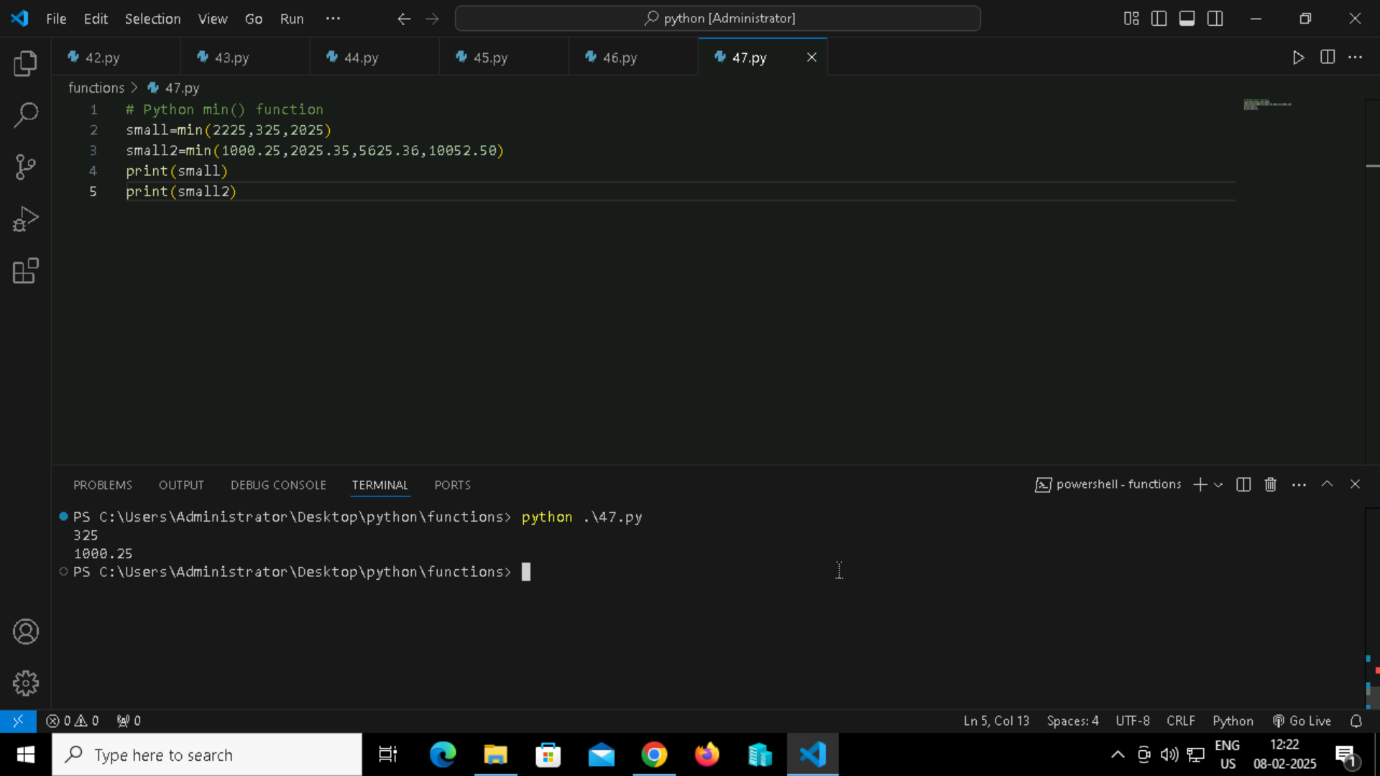 File Edit Selection View Go Run ··· python [Administrator]
42.py 43.py 44.py 45.py 46.py 47.py
functions > 47.py
1 # Python min() function
2 small=min(2225,325,2025)
3 small2=min(1000.25,2025.35,5625.36,10052.50)
4 print(small)
5 print(small2)
PROBLEMS OUTPUT DEBUG CONSOLE TERMINAL PORTS powershell - functions
PS C:\Users\Administrator\Desktop\python\functions> python .\47.py
325
1000.25
PS C:\Users\Administrator\Desktop\python\functions>
0 0 0 Ln 5, Col 13 Spaces: 4 UTF-8 CRLF Python Go Live
Type here to search ENG 12:22
US 08-02-2025 1